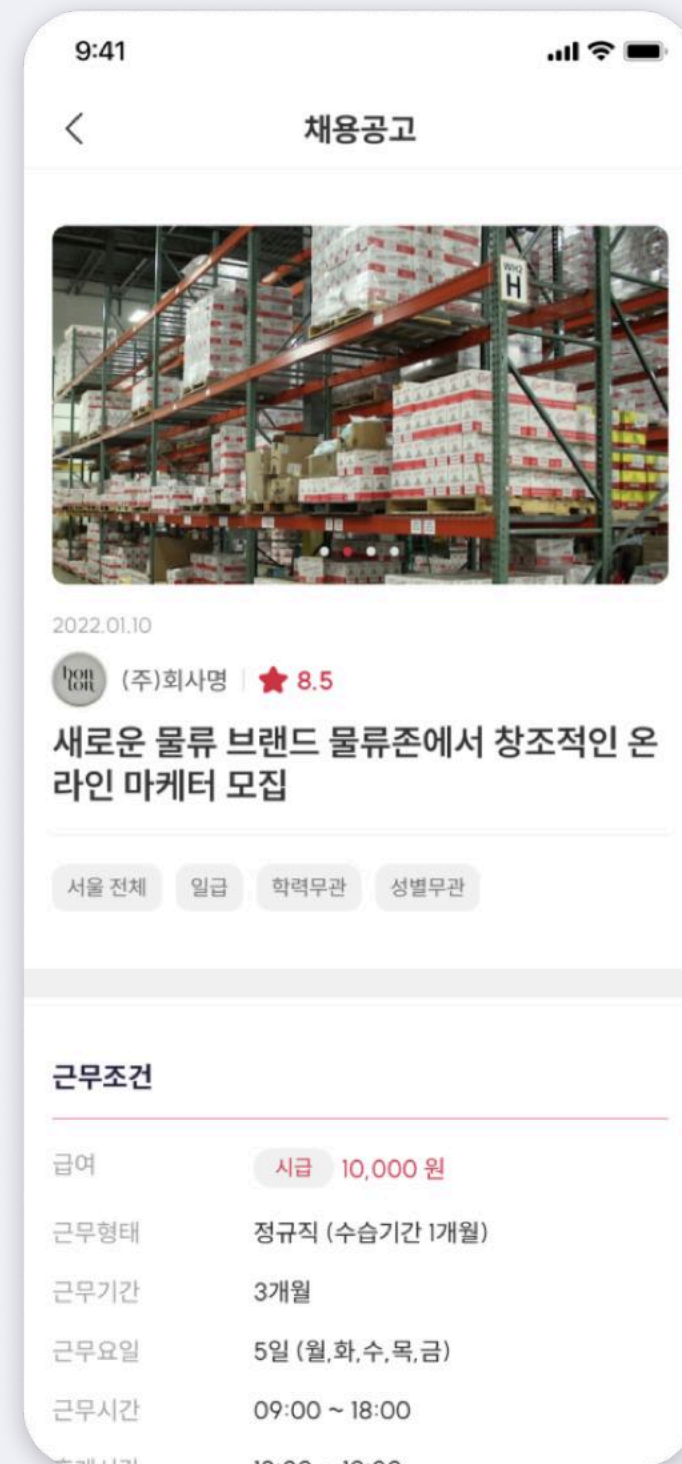 9:41
채용공고
WH2
H
2022.01.10
bon
ton
(주)회사명
8.5
새로운 물류 브랜드 물류존에서 창조적인 온
라인 마케터 모집
서울 전체 일급 학력무관 성별무관
근무조건
급여 시급 10,000 원
근무형태 정규직 (수습기간 1개월)
근무기간 3개월
근무요일 5일 (월,화,수,목,금)
근무시간 09:00 ~ 18:00